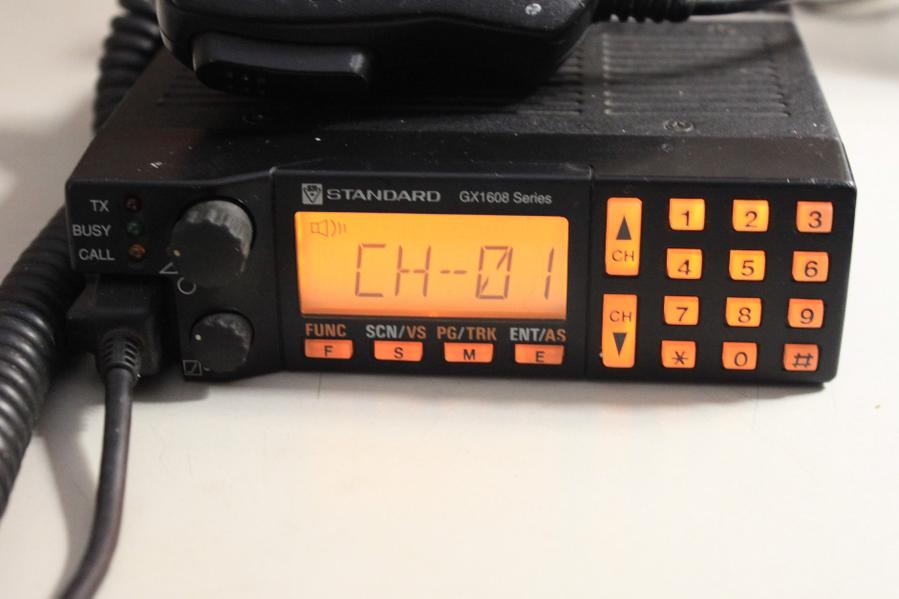 STANDARD GX1608 Series
TX
BUSY
CALL
CH--01
FUNC SCN/VS PG/TRK ENT/AS
F S M E
CH
CH
1 2 3
4 5 6
7 8 9
* 0 #